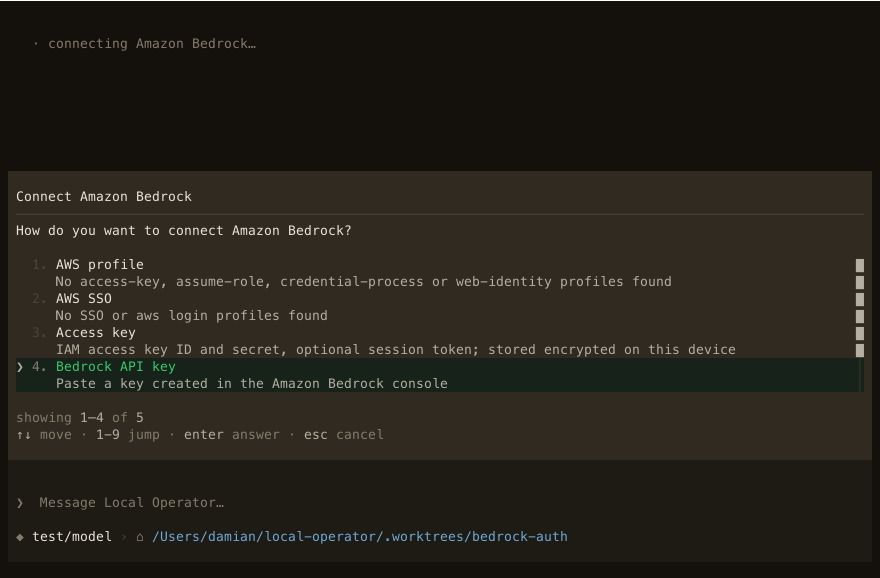 · connecting Amazon Bedrock…
Connect Amazon Bedrock
How do you want to connect Amazon Bedrock?
1. AWS profile
No access-key, assume-role, credential-process or web-identity profiles found
2. AWS SSO
No SSO or aws login profiles found
3. Access key
IAM access key ID and secret, optional session token; stored encrypted on this device
❯ 4. Bedrock API key
Paste a key created in the Amazon Bedrock console
showing 1–4 of 5
↑↓ move · 1–9 jump · enter answer · esc cancel
❯ Message Local Operator…
◆ test/model › ⌂ /Users/damian/local-operator/.worktrees/bedrock-auth